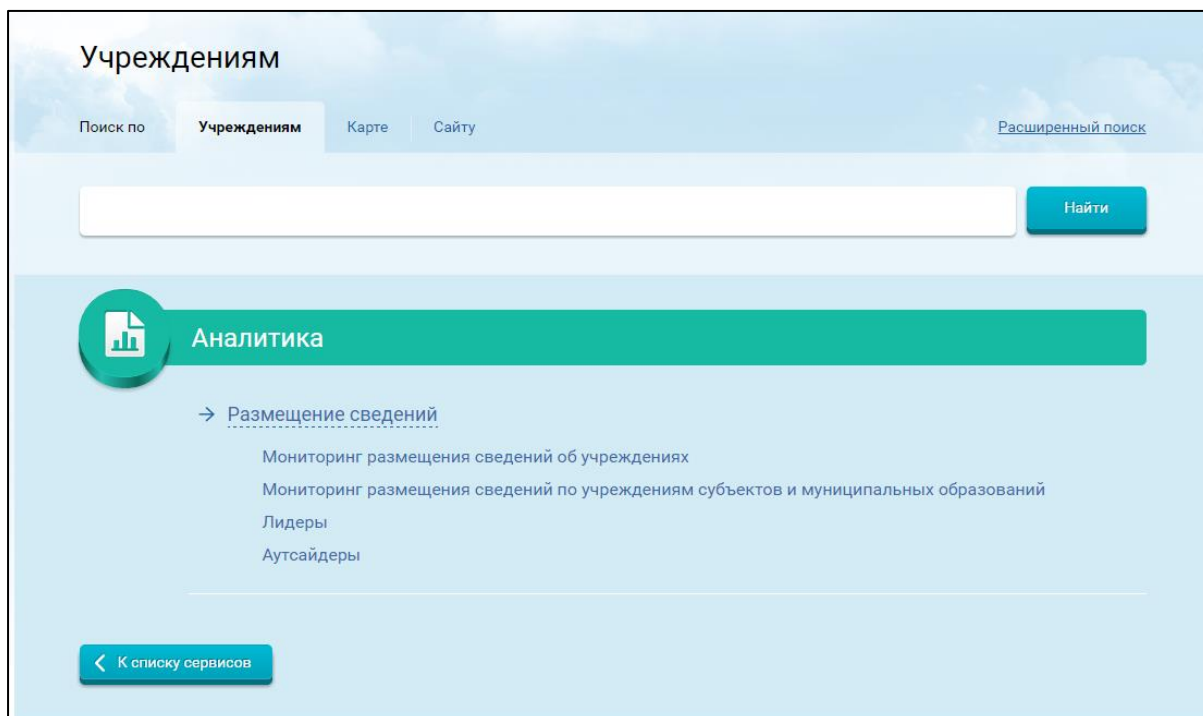 Учреждениям
Поиск по Учреждениям Карте Сайту Расширенный поиск
Найти
Аналитика
→ Размещение сведений
Мониторинг размещения сведений об учреждениях
Мониторинг размещения сведений по учреждениям субъектов и муниципальных образований
Лидеры
Аутсайдеры
К списку сервисов